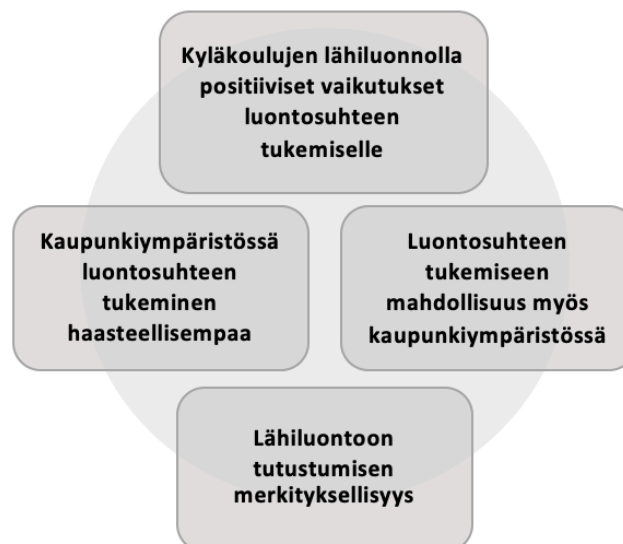 Kyläkoulujen lähiluonnolla
positiiviset vaikutukset
luontosuhteen
tukemiselle
Kaupunkiympäristössä
luontosuhteen
tukeminen
haasteellisempaa
Luontosuhteen
tukemiseen
mahdollisuus myös
kaupunkiympäristössä
Lähiluontoon
tutustumisen
merkityksellisyys